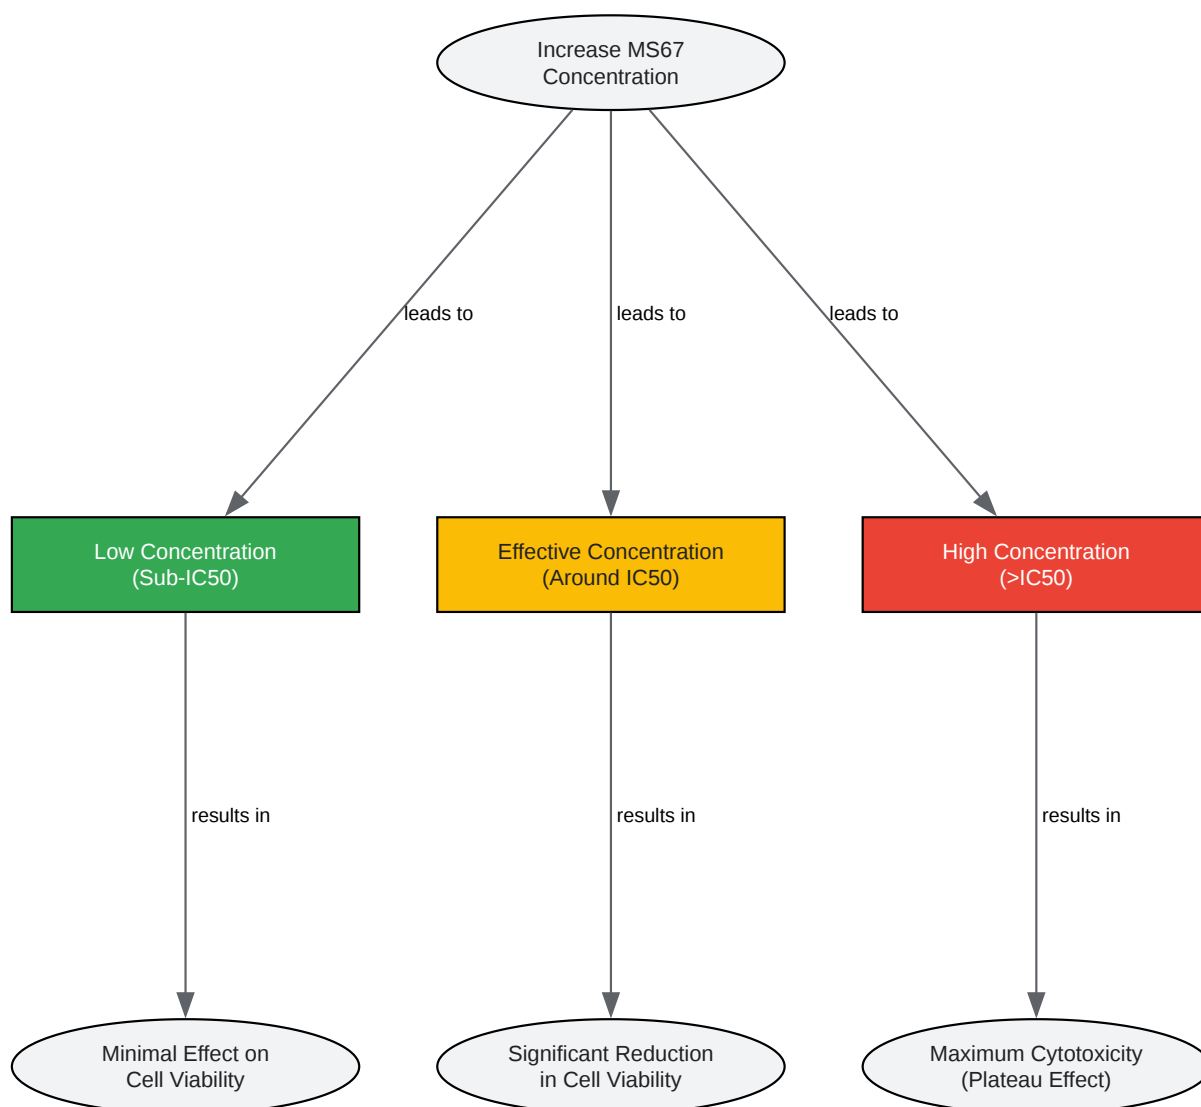 Increase MS67
Concentration
leads to
leads to
leads to
Low Concentration
(Sub-IC50)
Effective Concentration
(Around IC50)
High Concentration
(>IC50)
results in
results in
results in
Minimal Effect on
Cell Viability
Significant Reduction
in Cell Viability
Maximum Cytotoxicity
(Plateau Effect)